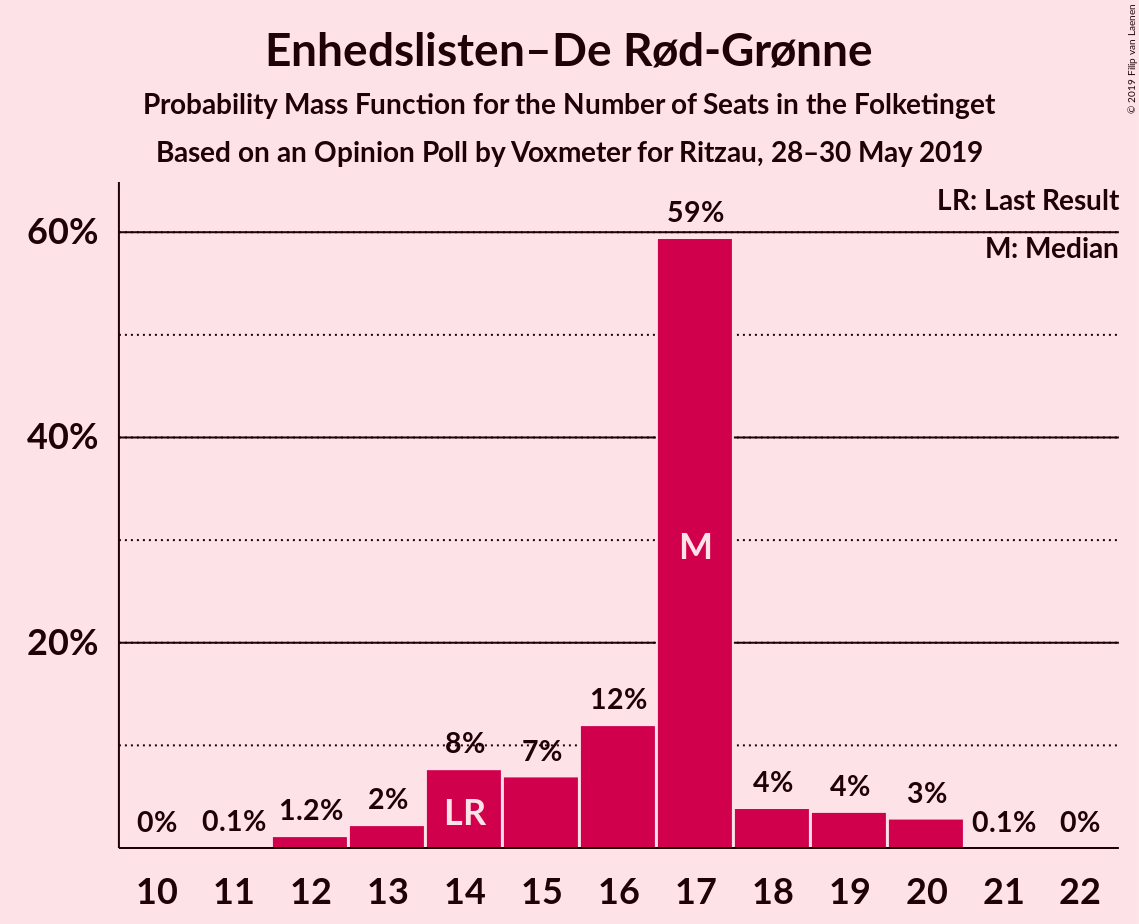 Enhedslisten–De Rød-Grønne
Probability Mass Function for the Number of Seats in the Folketinget
Based on an Opinion Poll by Voxmeter for Ritzau, 28–30 May 2019
© 2019 Filip van Laenen
LR: Last Result
M: Median
60%
40%
20%
0%
0.1%
1.2%
2%
8%
7%
12%
59%
4%
4%
3%
0.1%
0%
LR
M
10 11 12 13 14 15 16 17 18 19 20 21 22